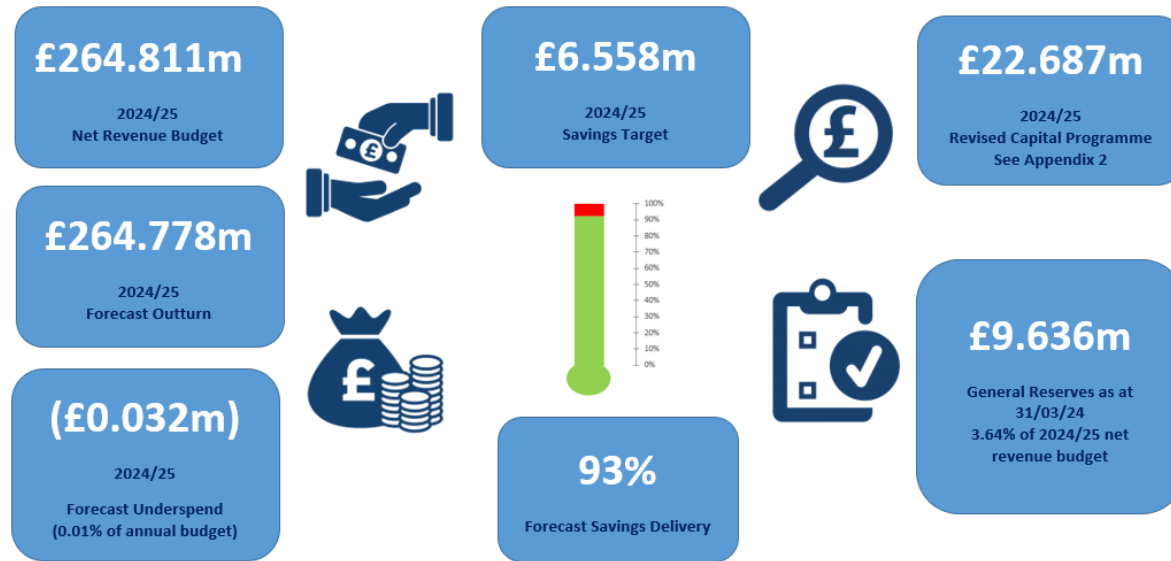 £264.811m
2024/25
Net Revenue Budget
£264.778m
2024/25
Forecast Outturn
(£0.032m)
2024/25
Forecast Underspend
(0.01% of annual budget)
£
£
£6.558m
2024/25
Savings Target
100%
90%
80%
70%
60%
50%
40%
30%
20%
10%
0%
93%
Forecast Savings Delivery
£
£22.687m
2024/25
Revised Capital Programme
See Appendix 2
£9.636m
General Reserves as at
31/03/24
3.64% of 2024/25 net
revenue budget